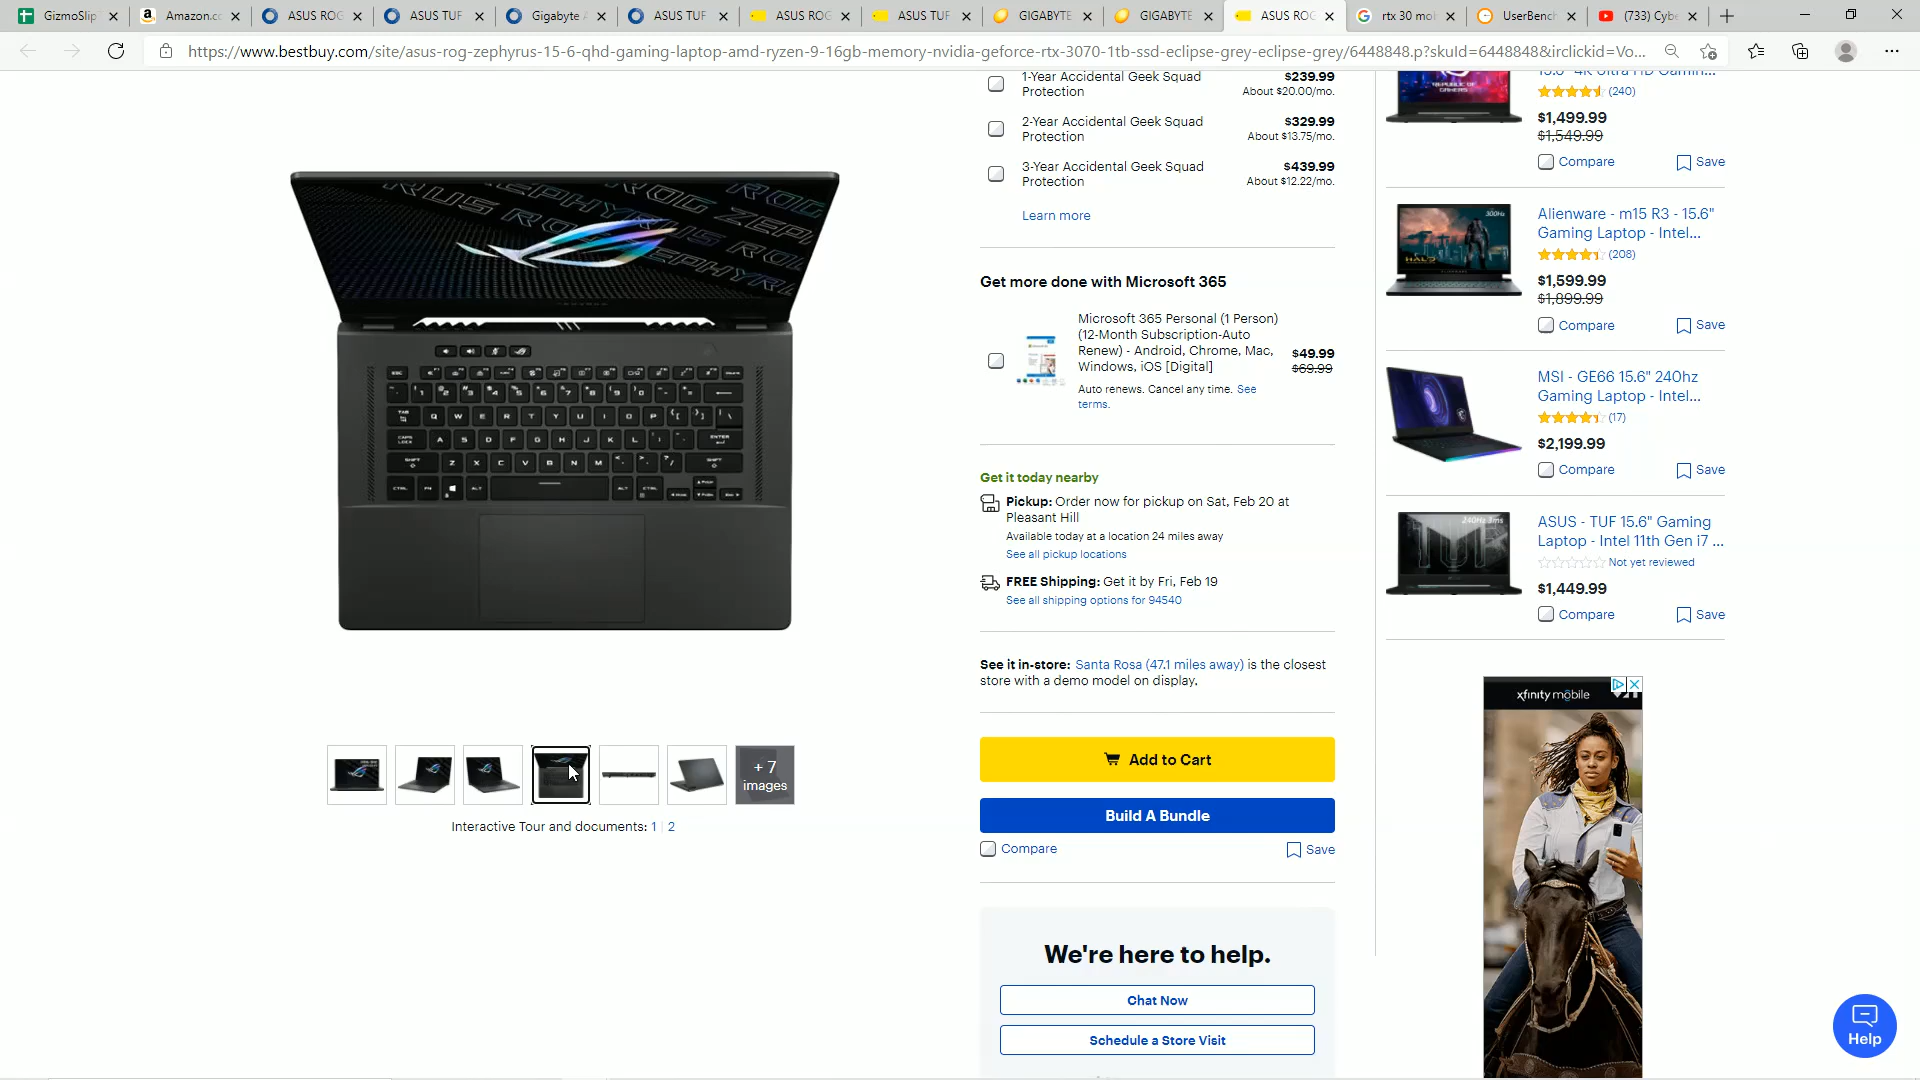 GizmoSlip
Amazon.cc
ASUS ROG
ASUS TUF
Gigabyte A
ASUS TUF
ASUS ROG
ASUS TUF
GIGABYTE
GIGABYTE
ASUS ROG
rtx 30 mob
UserBench
(733) Cybe
https://www.bestbuy.com/site/asus-rog-zephyrus-15-6-qhd-gaming-laptop-amd-ryzen-9-16gb-memory-nvidia-geforce-rtx-3070-1tb-ssd-eclipse-grey-eclipse-grey/6448848.p?skuId=6448848&irclickid=Vo...
1-Year Accidental Geek Squad
Protection
$239.99
About $20.00/mo.
2-Year Accidental Geek Squad
Protection
$329.99
About $13.75/mo.
3-Year Accidental Geek Squad
Protection
$439.99
About $12.22/mo.
Learn more
Get more done with Microsoft 365
Microsoft 365 Personal (1 Person)
(12-Month Subscription-Auto
Renew) - Android, Chrome, Mac,
Windows, iOS [Digital]
$49.99
$69.99
Auto renews. Cancel any time. See
terms.
Get it today nearby
Pickup: Order now for pickup on Sat, Feb 20 at
Pleasant Hill
Available today at a location 24 miles away
See all pickup locations
FREE Shipping: Get it by Fri, Feb 19
See all shipping options for 94540
See it in-store: Santa Rosa (47.1 miles away) is the closest
store with a demo model on display.
Add to Cart
Build A Bundle
Compare
Save
We're here to help.
Chat Now
Schedule a Store Visit
+ 7
images
Interactive Tour and documents: 1 | 2
15.6" 4K Ultra HD Gamin...
(240)
$1,499.99
$1,549.99
Compare
Save
Alienware - m15 R3 - 15.6"
Gaming Laptop - Intel...
(208)
$1,599.99
$1,899.99
Compare
Save
MSI - GE66 15.6" 240hz
Gaming Laptop - Intel...
(17)
$2,199.99
Compare
Save
ASUS - TUF 15.6" Gaming
Laptop - Intel 11th Gen i7 ...
Not yet reviewed
$1,449.99
Compare
Save
300Hz
HALO
240Hz 3ms
xfinity mobile
Help